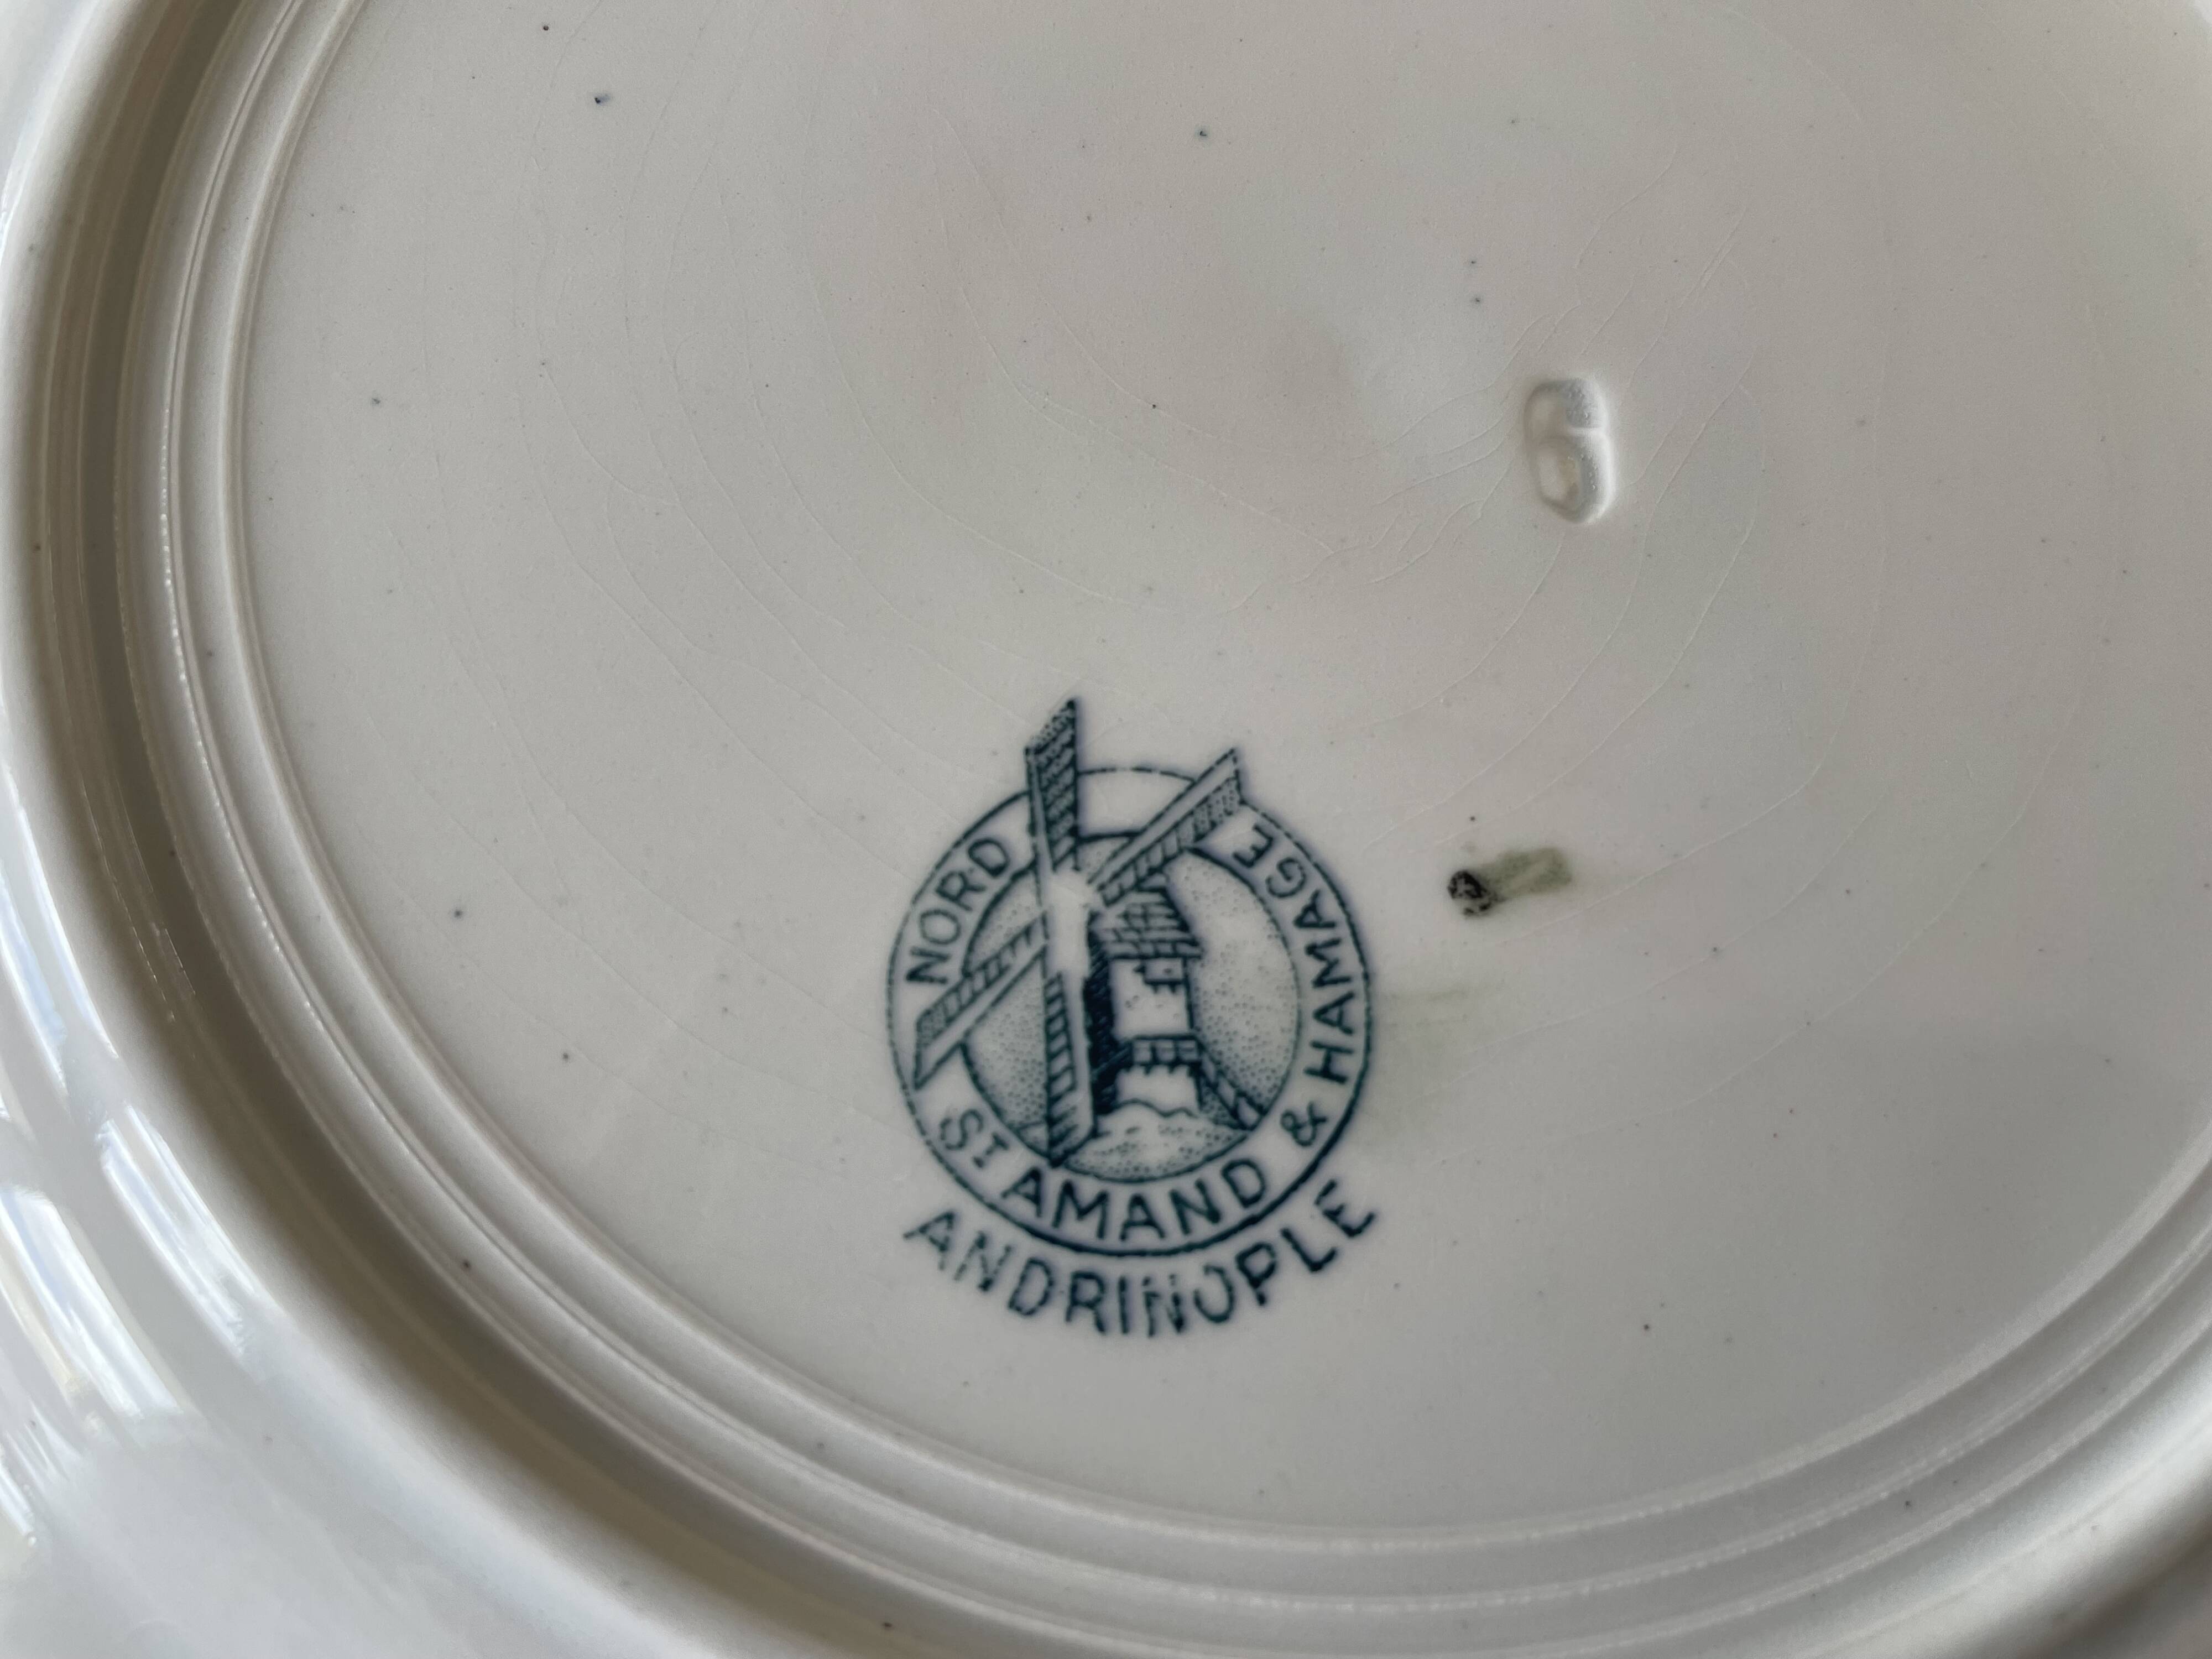 6
NORD
ST AMAND & HAMAGE
ANDRINOPLE